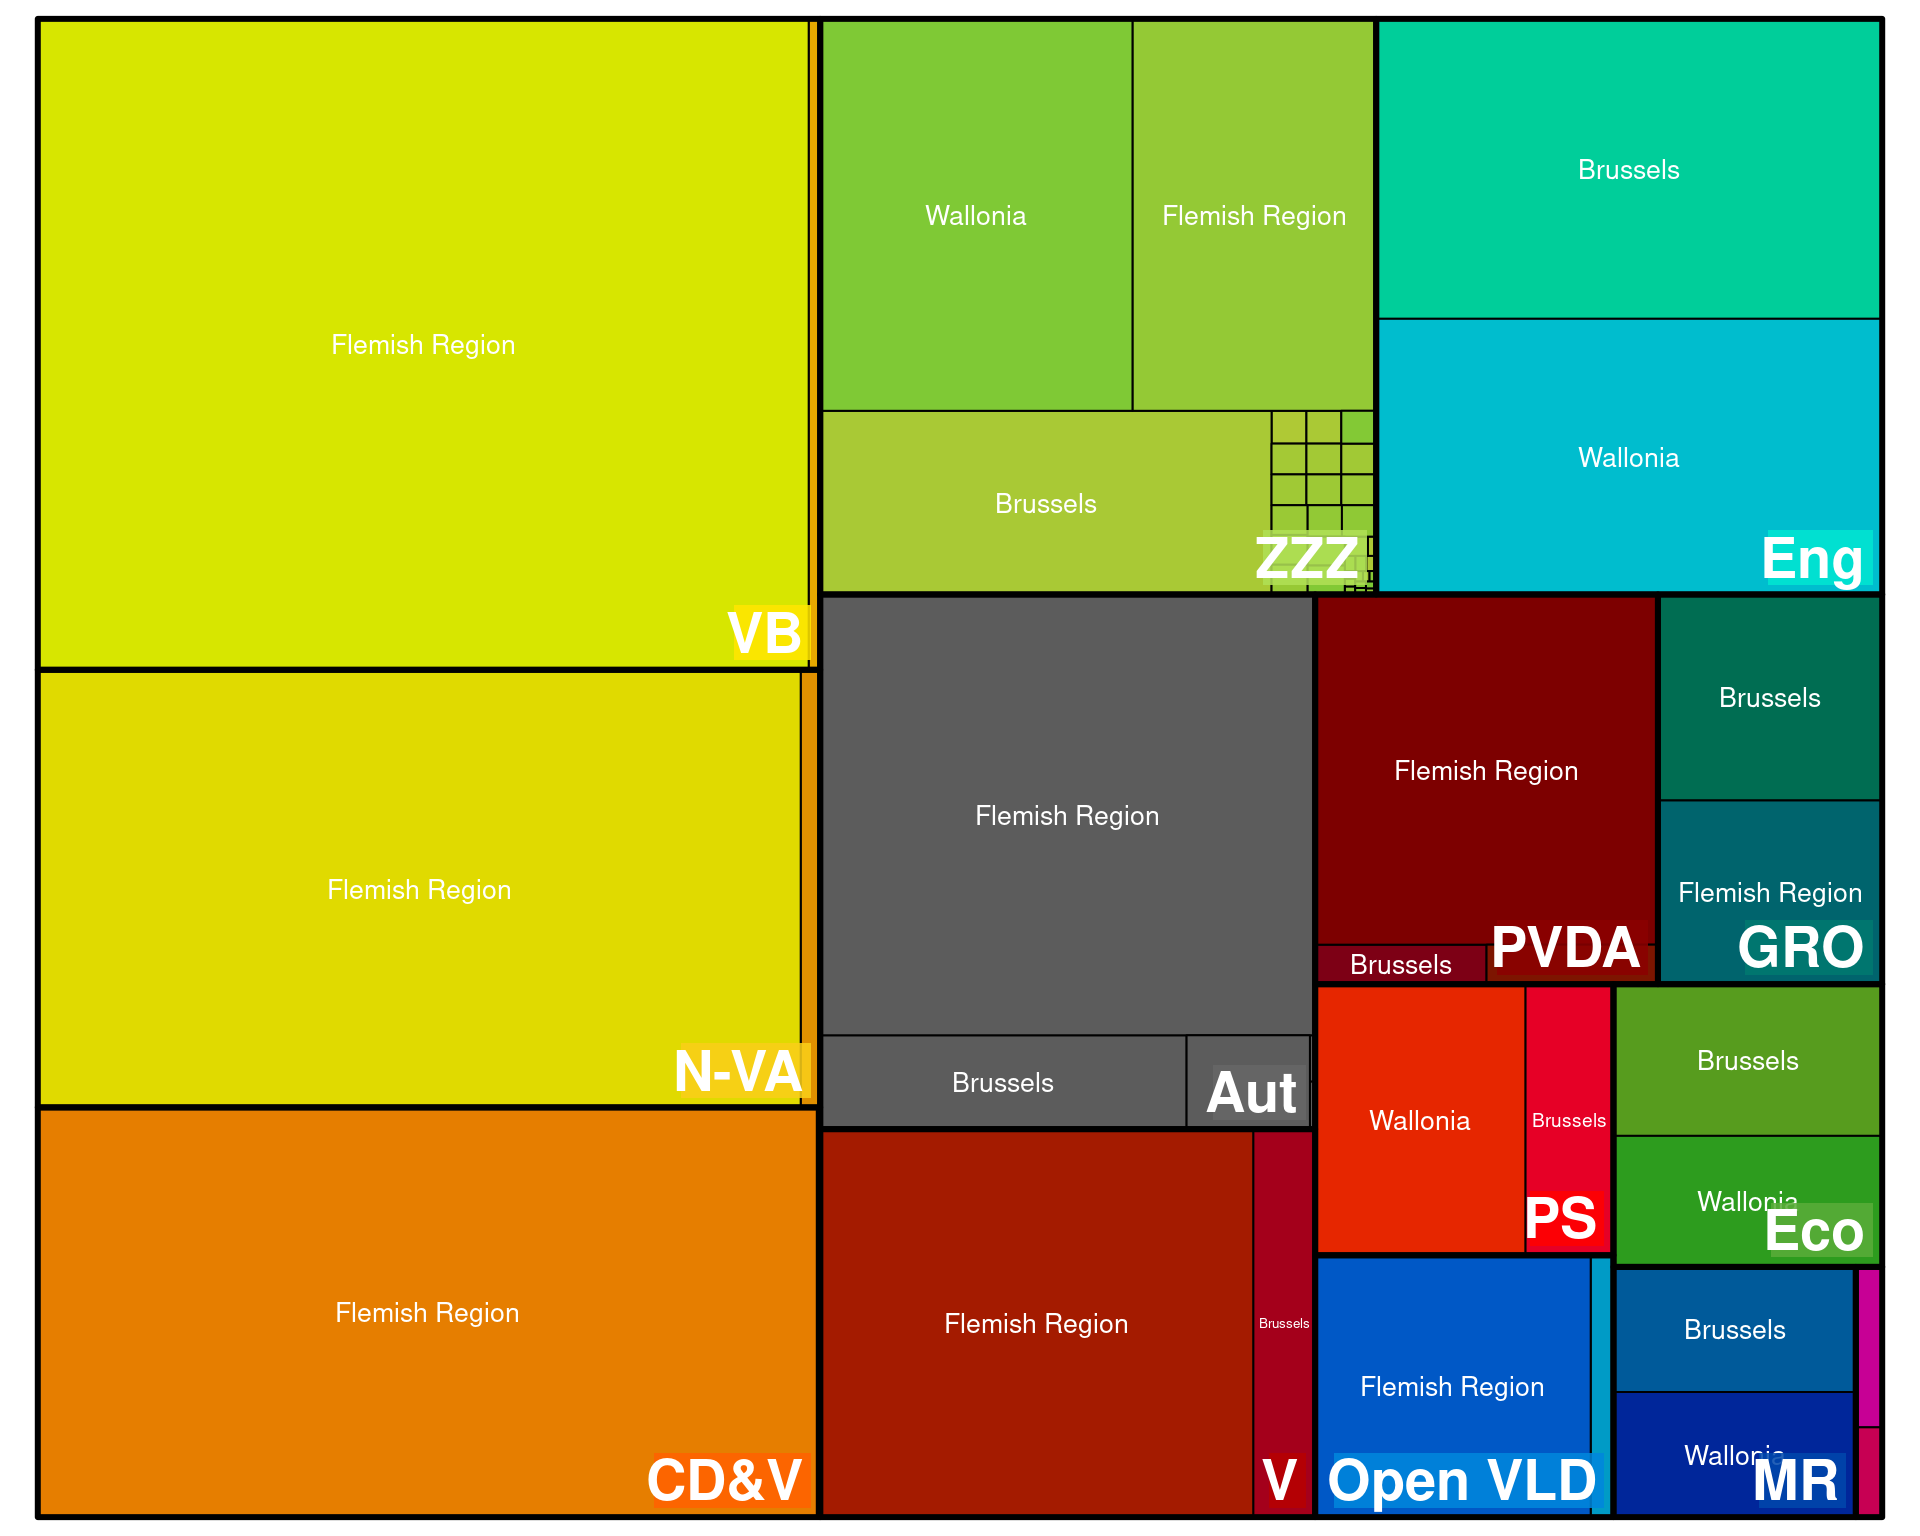 Flemish Region
VB
Flemish Region
N-VA
Flemish Region
CD&V
Wallonia
Flemish Region
Brussels
ZZZ
Brussels
Wallonia
Eng
Flemish Region
Brussels
Aut
Flemish Region
Brussels
V
Flemish Region
Brussels
PVDA
Brussels
Flemish Region
GRO
Wallonia
Brussels
PS
Brussels
Wallonia
Eco
Flemish Region
Open VLD
Brussels
Wallonia
MR